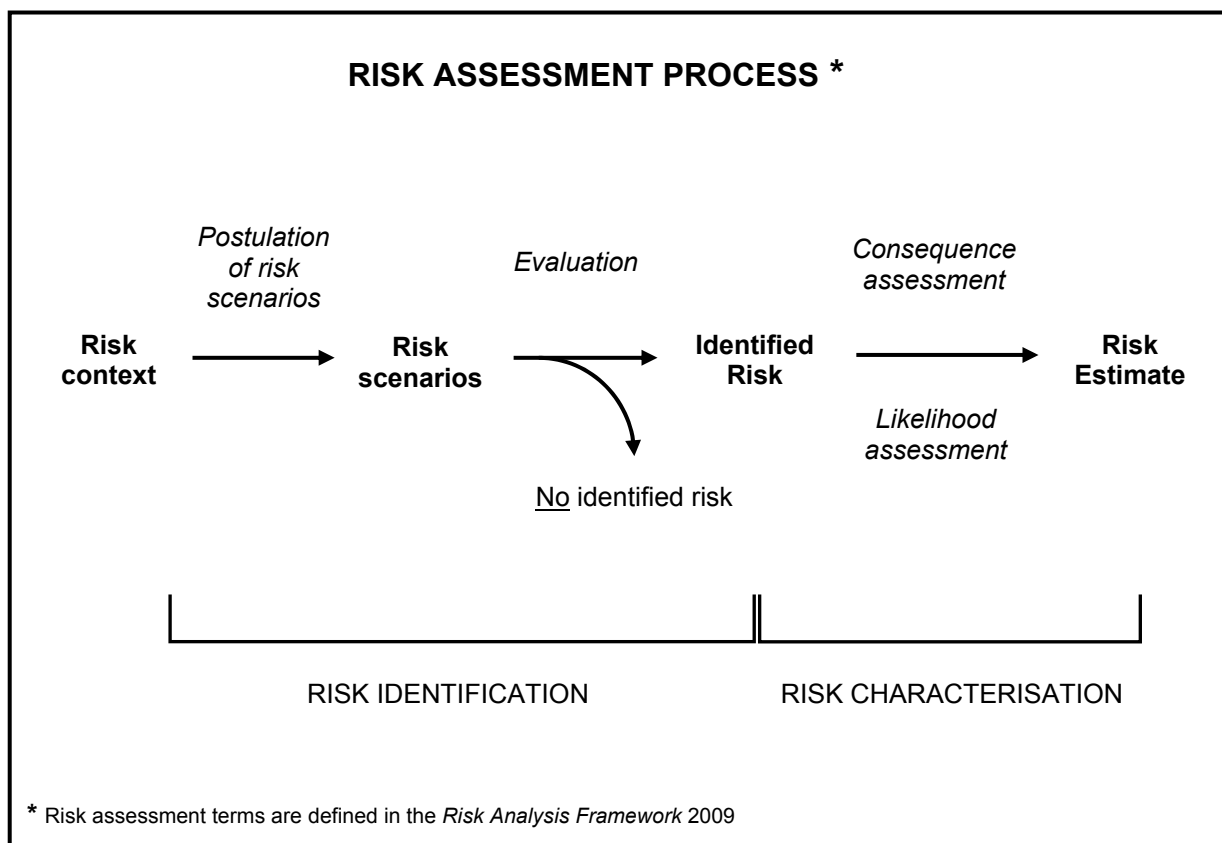 RISK ASSESSMENT PROCESS *
Postulation
of risk
scenarios
Evaluation
Consequence
assessment
Risk
context
Risk
scenarios
Identified
Risk
Risk
Estimate
Likelihood
assessment
No identified risk
RISK IDENTIFICATION
RISK CHARACTERISATION
* Risk assessment terms are defined in the Risk Analysis Framework 2009